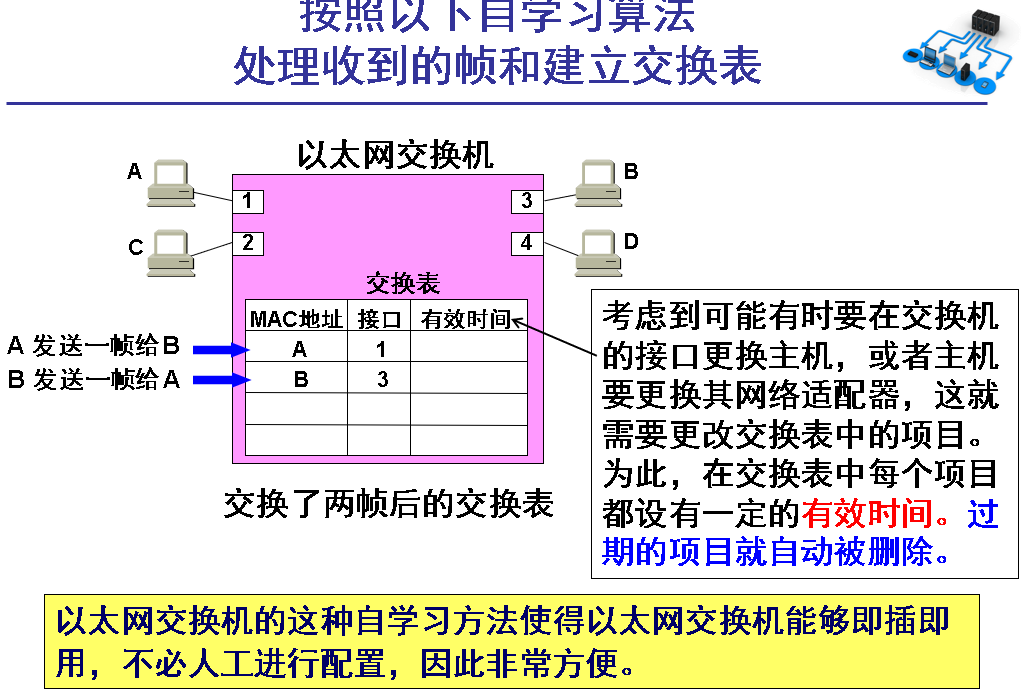 按照以下自学习算法
处理收到的帧和建立交换表
以太网交换机
A
B
1
3
C
D
2
4
交换表
MAC地址 接口 有效时间
A 发送一帧给B
A 1
B 发送一帧给A
B 3
交换了两帧后的交换表
考虑到可能有时要在交换机
的接口更换主机，或者主机
要更换其网络适配器，这就
需要更改交换表中的项目。
为此，在交换表中每个项目
都设有一定的有效时间。过
期的项目就自动被删除。
以太网交换机的这种自学习方法使得以太网交换机能够即插即
用，不必人工进行配置，因此非常方便。